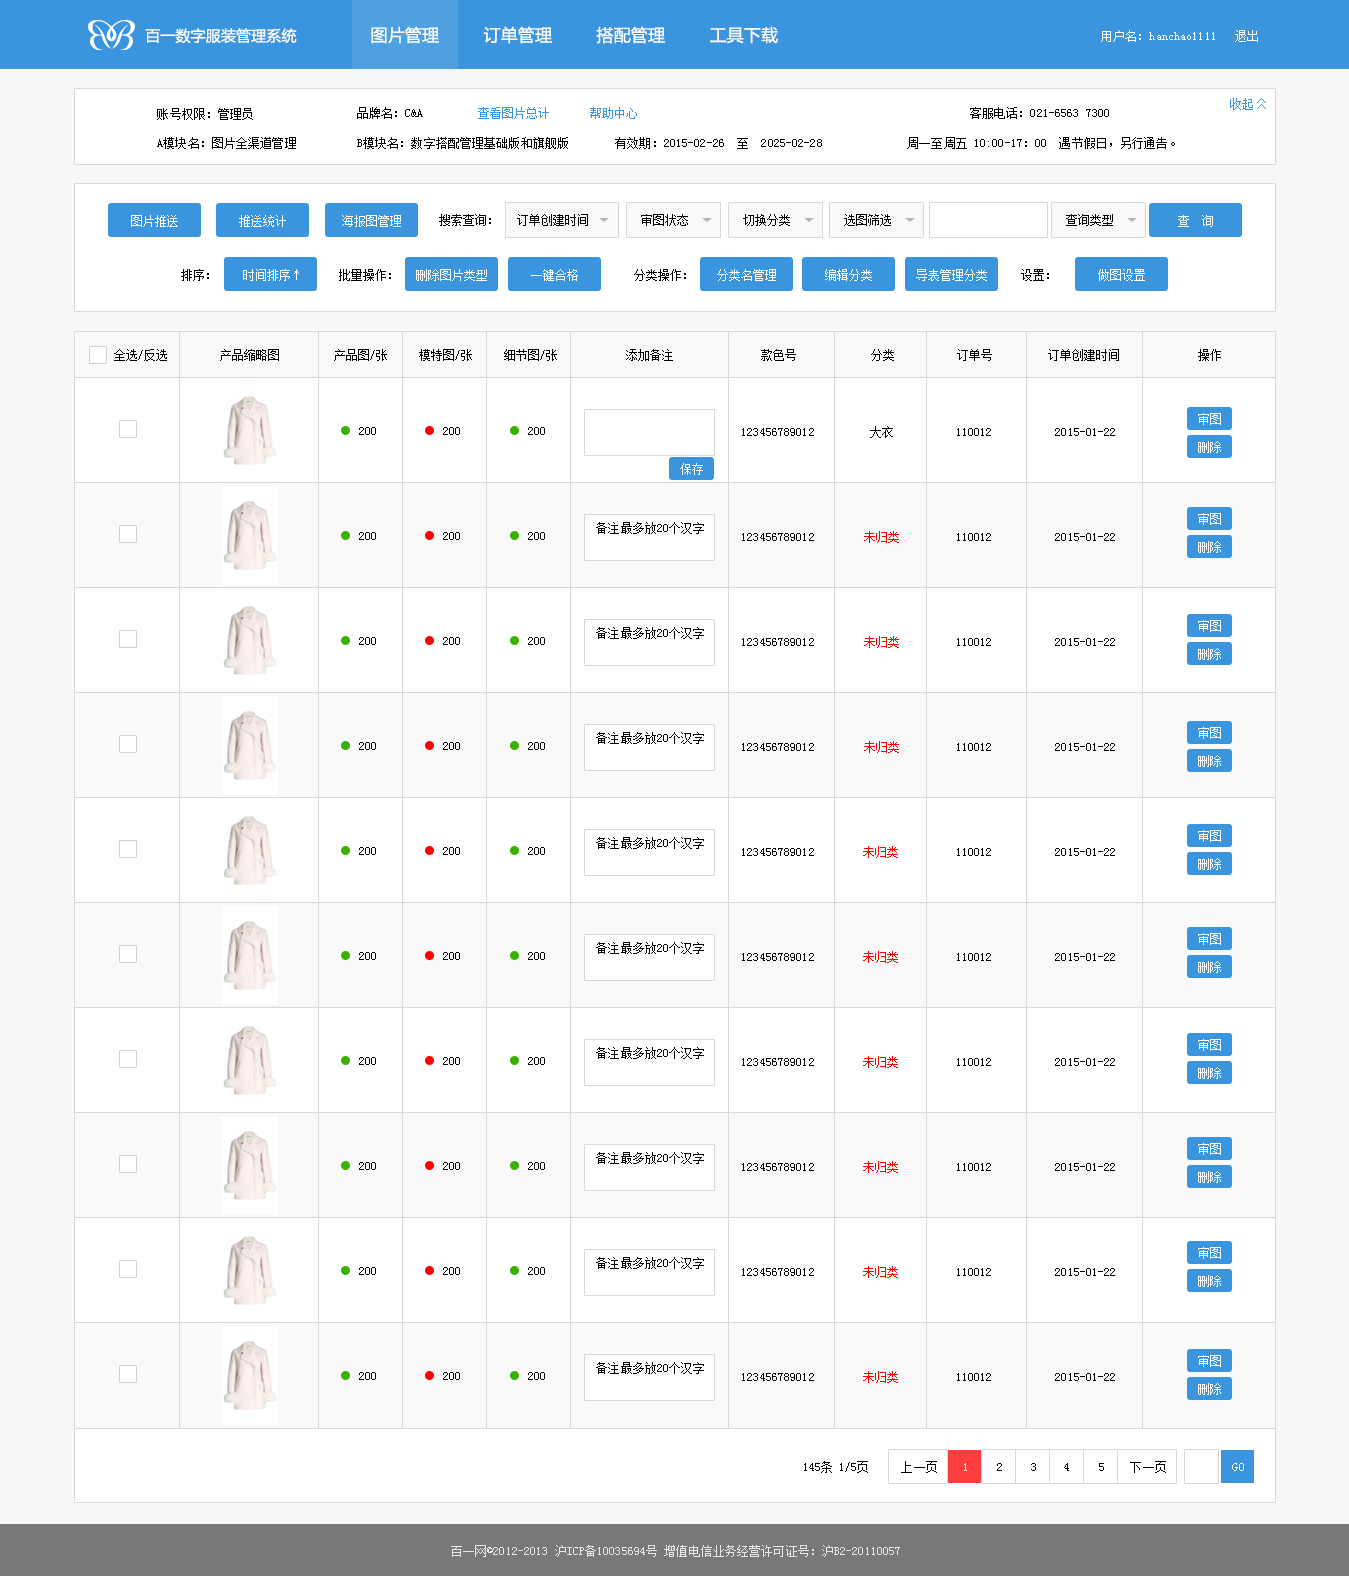 百一数字服装管理系统 图片管理 订单管理 搭配管理 工具下载 用户名：hanchao1111 退出
账号权限：管理员 品牌名：C&A 查看图片总计 帮助中心 客服电话：021-6563 7300 收起
A模块名：图片全渠道管理 B模块名：数字搭配管理基础版和旗舰版 有效期：2015-02-26 至 2025-02-28 周一至周五 10:00-17：00 遇节假日，另行通告。
图片推送 推送统计 海报图管理 搜索查询： 订单创建时间 审图状态 切换分类 选图筛选 查询类型 查 询
排序： 时间排序↑ 批量操作： 删除图片类型 一键合格 分类操作： 分类名管理 编辑分类 导表管理分类 设置： 做图设置
全选/反选 产品缩略图 产品图/张 模特图/张 细节图/张 添加备注 款色号 分类 订单号 订单创建时间 操作
200 200 200 保存 123456789012 大衣 110012 2015-01-22 审图 删除
200 200 200 备注最多放20个汉字 123456789012 未归类 110012 2015-01-22 审图 删除
200 200 200 备注最多放20个汉字 123456789012 未归类 110012 2015-01-22 审图 删除
200 200 200 备注最多放20个汉字 123456789012 未归类 110012 2015-01-22 审图 删除
200 200 200 备注最多放20个汉字 123456789012 未归类 110012 2015-01-22 审图 删除
200 200 200 备注最多放20个汉字 123456789012 未归类 110012 2015-01-22 审图 删除
200 200 200 备注最多放20个汉字 123456789012 未归类 110012 2015-01-22 审图 删除
200 200 200 备注最多放20个汉字 123456789012 未归类 110012 2015-01-22 审图 删除
200 200 200 备注最多放20个汉字 123456789012 未归类 110012 2015-01-22 审图 删除
200 200 200 备注最多放20个汉字 123456789012 未归类 110012 2015-01-22 审图 删除
145条 1/5页 上一页 1 2 3 4 5 下一页 GO
百一网©2012-2013 沪ICP备10035694号 增值电信业务经营许可证号：沪B2-20110057